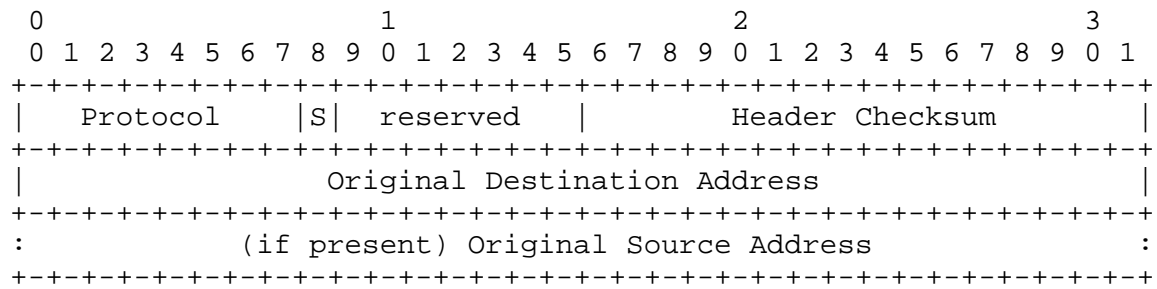 0                   1                   2                   3
 0 1 2 3 4 5 6 7 8 9 0 1 2 3 4 5 6 7 8 9 0 1 2 3 4 5 6 7 8 9 0 1
+-+-+-+-+-+-+-+-+-+-+-+-+-+-+-+-+-+-+-+-+-+-+-+-+-+-+-+-+-+-+-+-+
|   Protocol    |S|  reserved   |        Header Checksum        |
+-+-+-+-+-+-+-+-+-+-+-+-+-+-+-+-+-+-+-+-+-+-+-+-+-+-+-+-+-+-+-+-+
|                 Original Destination Address                  |
+-+-+-+-+-+-+-+-+-+-+-+-+-+-+-+-+-+-+-+-+-+-+-+-+-+-+-+-+-+-+-+-+
:            (if present) Original Source Address               :
+-+-+-+-+-+-+-+-+-+-+-+-+-+-+-+-+-+-+-+-+-+-+-+-+-+-+-+-+-+-+-+-+